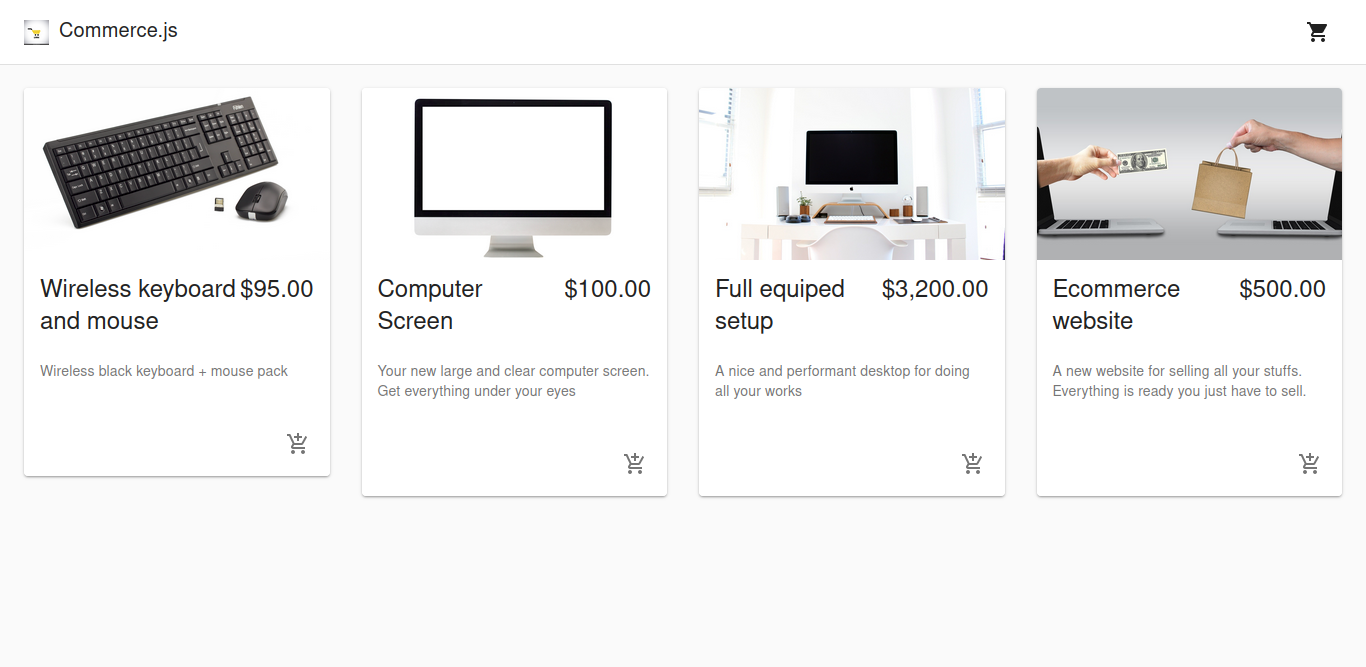 Commerce.js
Wireless keyboard $95.00
and mouse
Wireless black keyboard + mouse pack
Computer $100.00
Screen
Your new large and clear computer screen.
Get everything under your eyes
Full equiped $3,200.00
setup
A nice and performant desktop for doing
all your works
Ecommerce $500.00
website
A new website for selling all your stuffs.
Everything is ready you just have to sell.